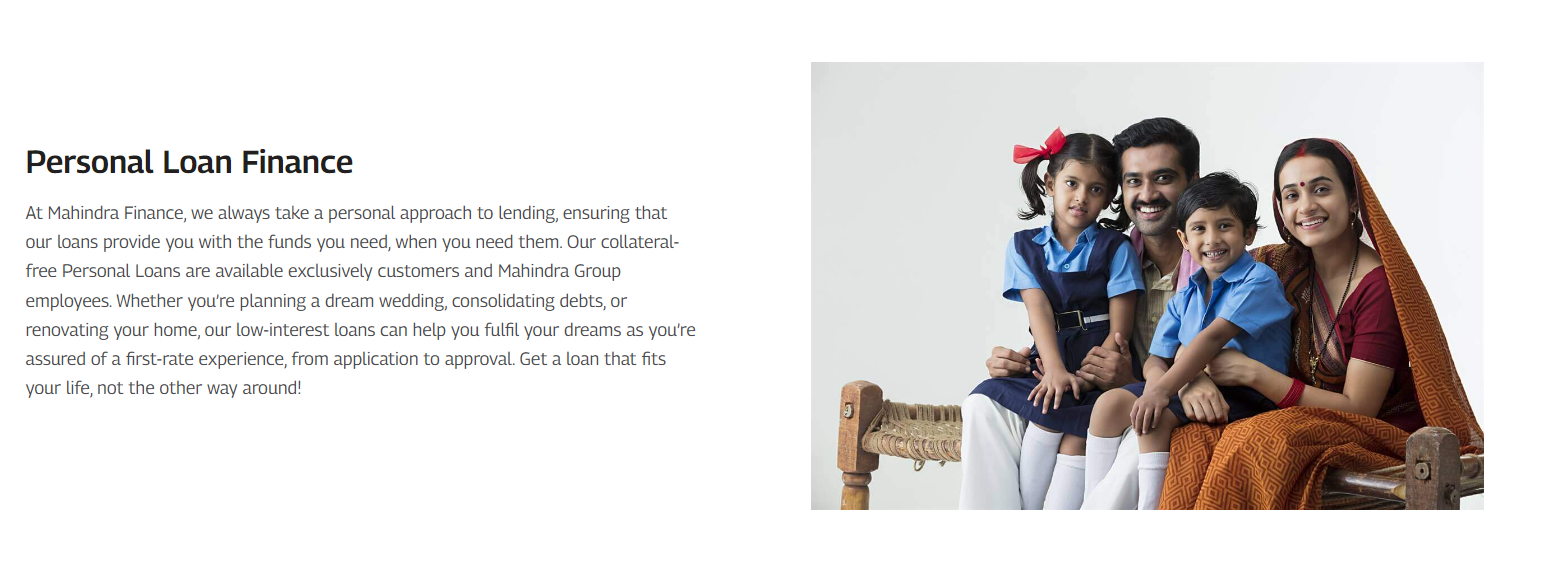 Personal Loan Finance
At Mahindra Finance, we always take a personal approach to lending, ensuring that
our loans provide you with the funds you need, when you need them. Our collateral-
free Personal Loans are available exclusively customers and Mahindra Group
employees. Whether you're planning a dream wedding, consolidating debts, or
renovating your home, our low-interest loans can help you fulfil your dreams as you're
assured of a first-rate experience, from application to approval. Get a loan that fits
your life, not the other way around!